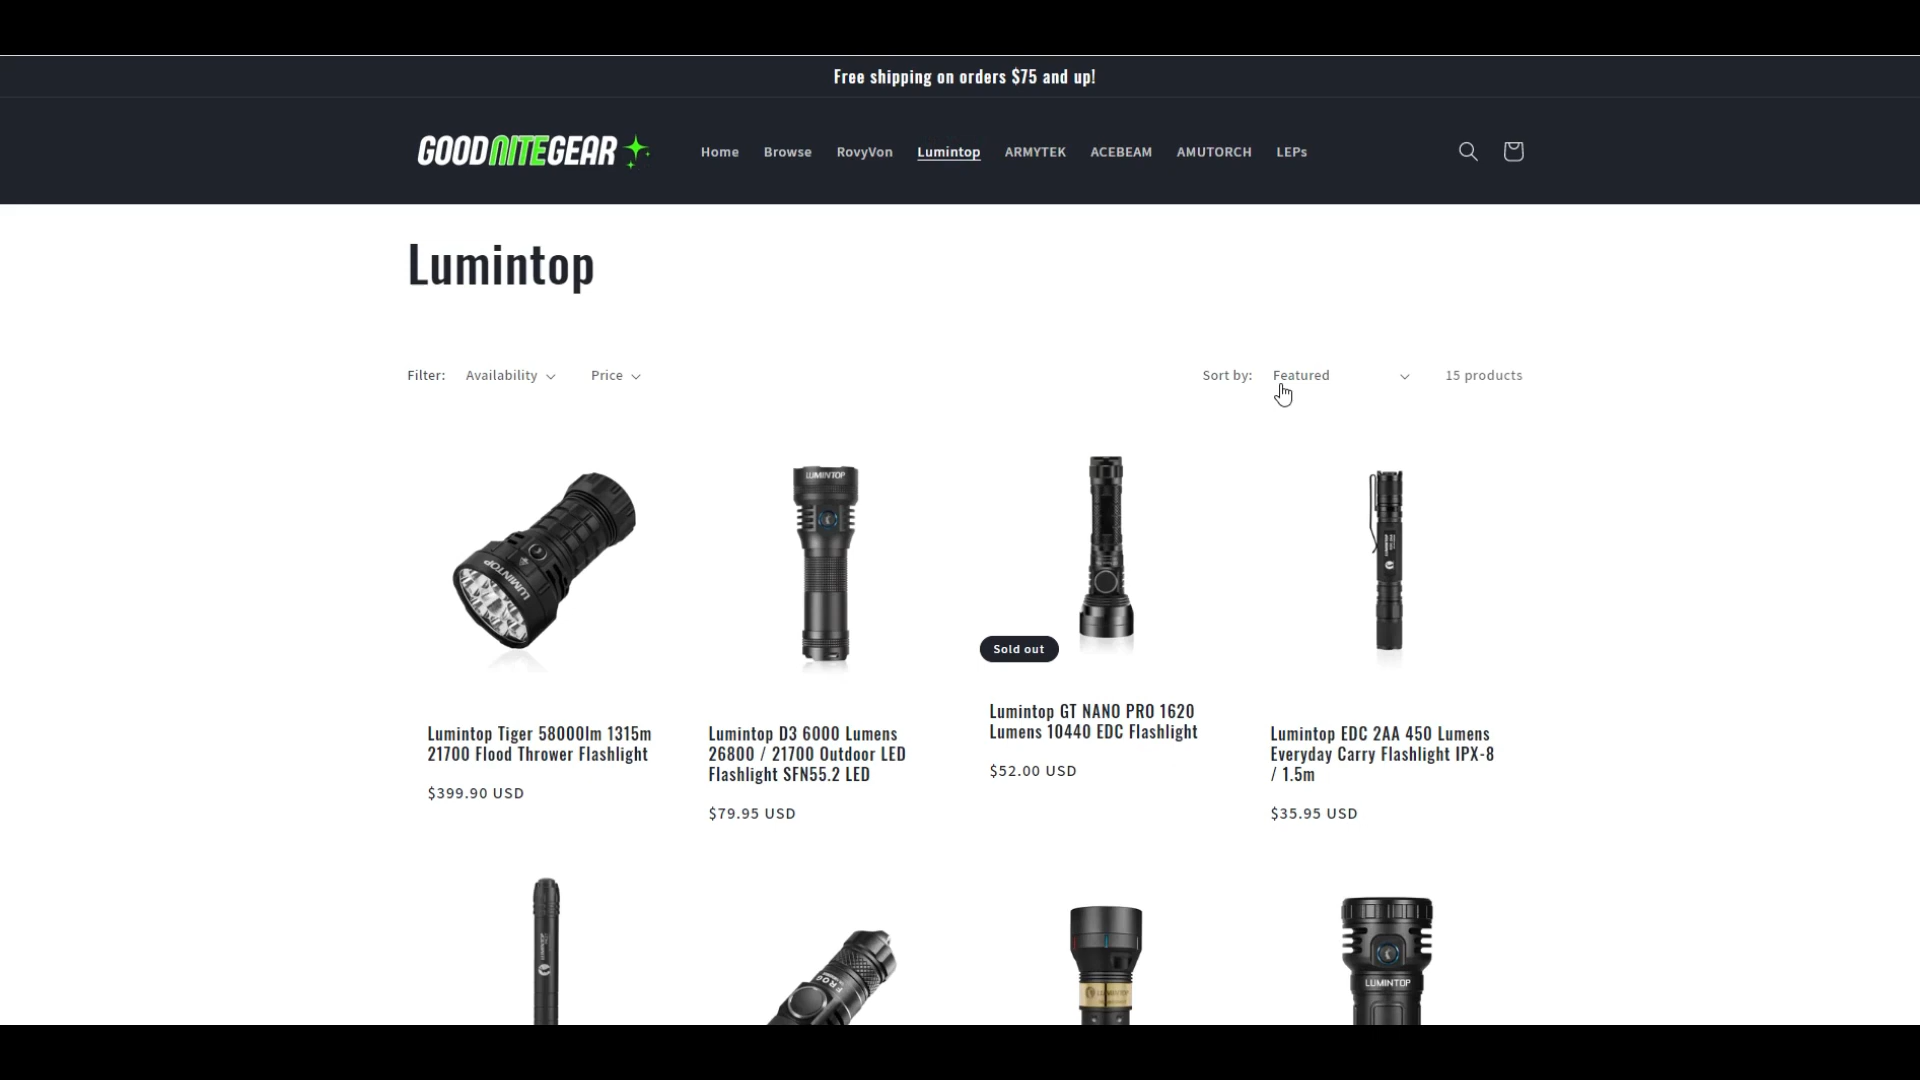 Free shipping on orders $75 and up!
GOODNITEGEAR
Home
Browse
RovyVon
Lumintop
ARMYTEK
ACEBEAM
AMUTORCH
LEPs
Lumintop
Filter:
Availability
Price
Sort by:
Featured
15 products
LUMINTOP
LUMINTOP
Sold out
Lumintop Tiger 58000lm 1315m
21700 Flood Thrower Flashlight
$399.90 USD
Lumintop D3 6000 Lumens
26800 / 21700 Outdoor LED
Flashlight SFN55.2 LED
$79.95 USD
Lumintop GT NANO PRO 1620
Lumens 10440 EDC Flashlight
$52.00 USD
Lumintop EDC 2AA 450 Lumens
Everyday Carry Flashlight IPX-8
/ 1.5m
$35.95 USD
FROG
LUMINTOP
LUMINTOP